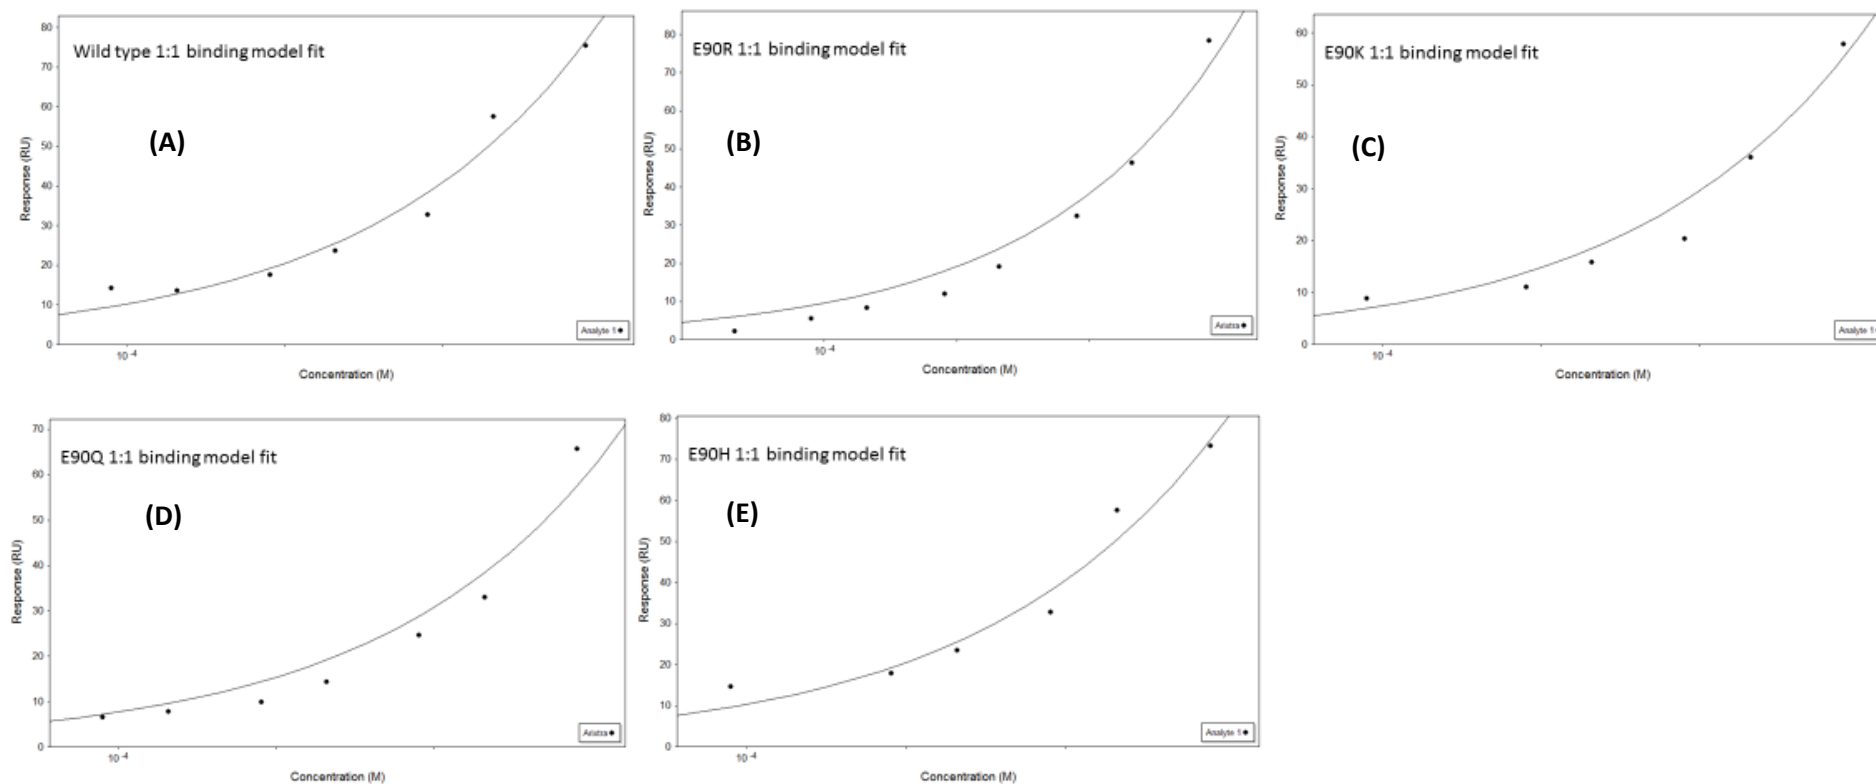 Wild type 1:1 binding model fit
(A)
Response (RU)
80
70
60
50
40
30
20
10
0
10-4
Concentration (M)
Analyte 1
E90R 1:1 binding model fit
(B)
Response (RU)
80
70
60
50
40
30
20
10
0
10-4
Concentration (M)
E90K 1:1 binding model fit
(C)
Response (RU)
60
50
40
30
20
10
0
10-4
Concentration (M)
Analyte 1
E90Q 1:1 binding model fit
(D)
Response (RU)
70
60
50
40
30
20
10
0
10-4
Concentration (M)
E90H 1:1 binding model fit
(E)
Response (RU)
80
70
60
50
40
30
20
10
0
10-4
Concentration (M)
Analyte 1